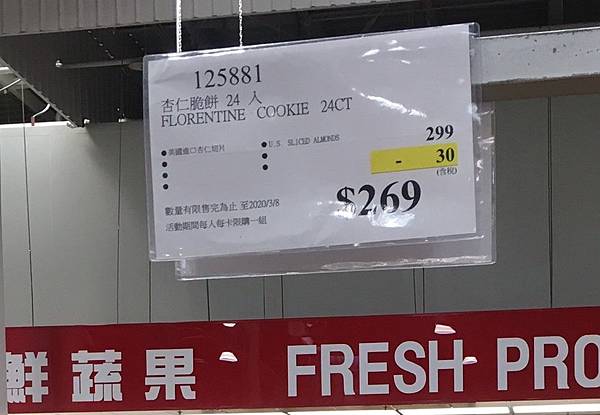 125881
杏仁脆餅 24 入
FLORENTINE COOKIE 24CT
●美國進口杏仁切片 ●U.S. SLICED ALMONDS
299
- 30
(含稅)
$269
數量有限售完為止 至2020/3/8
活動期間每人每卡限購一組
鮮蔬果 FRESH PRO